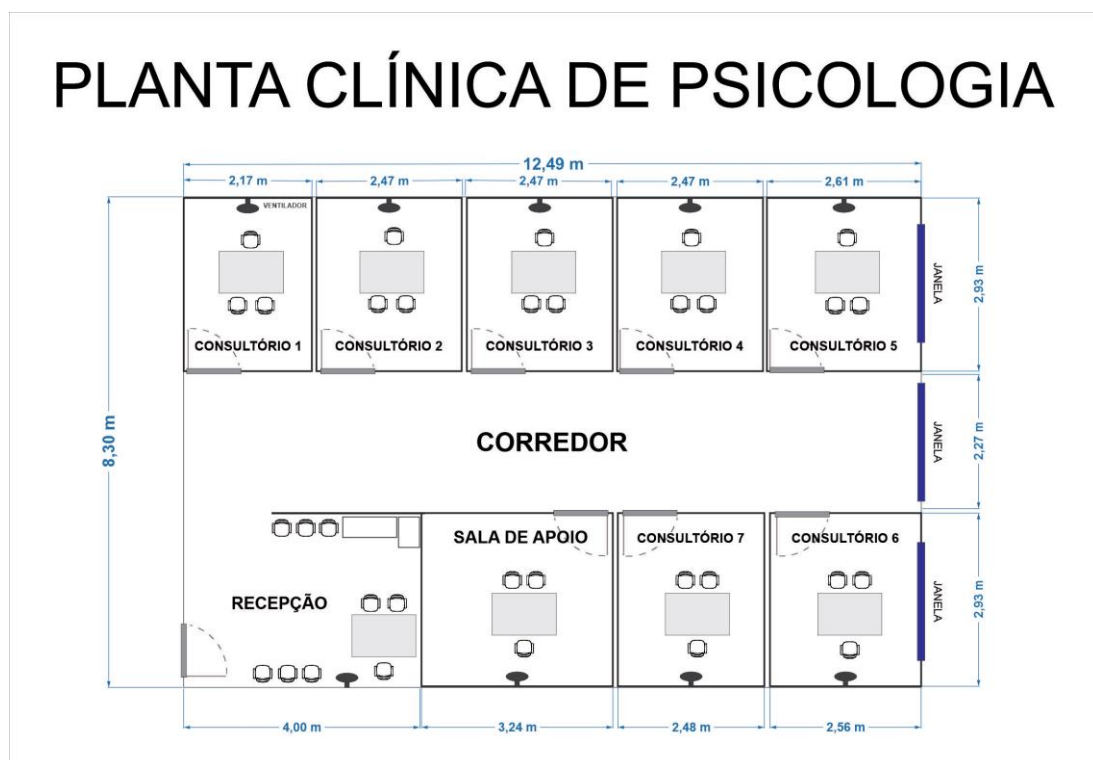 PLANTA CLÍNICA DE PSICOLOGIA
12,49 m
2,17 m
2,47 m
2,47 m
2,47 m
2,61 m
VENTILADOR
JANELA
2,93 m
CONSULTÓRIO 1
CONSULTÓRIO 2
CONSULTÓRIO 3
CONSULTÓRIO 4
CONSULTÓRIO 5
8,30 m
CORREDOR
JANELA
2,27 m
SALA DE APOIO
CONSULTÓRIO 7
CONSULTÓRIO 6
RECEPÇÃO
JANELA
2,93 m
4,00 m
3,24 m
2,48 m
2,56 m